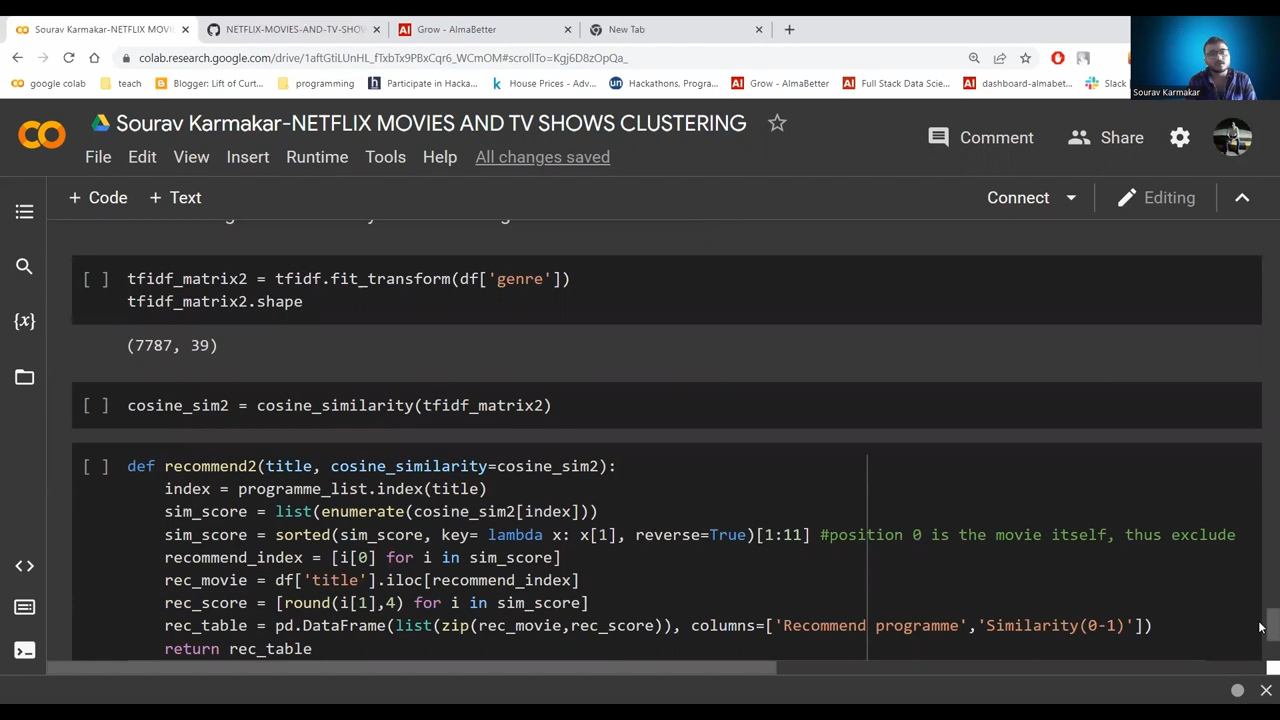 Sourav Karmakar-NETFLIX MOVI
NETFLIX-MOVIES-AND-TV-SHOW
Grow - AlmaBetter
New Tab
colab.research.google.com/drive/1aftGtiLUnHL_fTxbTx9PBxCqr6_WCmOM#scrollTo=Kgj6D8zOpQa_
google colab
teach
Blogger: Lift of Curt...
programming
Participate in Hacka...
House Prices - Adv...
Hackathons, Progra...
Grow - AlmaBetter
Full Stack Data Scie...
dashboard-almabet...
Slack
Sourav Karmakar
Sourav Karmakar-NETFLIX MOVIES AND TV SHOWS CLUSTERING
Comment
Share
File Edit View Insert Runtime Tools Help All changes saved
+ Code + Text
Connect
Editing
[ ] tfidf_matrix2 = tfidf.fit_transform(df['genre'])
tfidf_matrix2.shape
(7787, 39)
[ ] cosine_sim2 = cosine_similarity(tfidf_matrix2)
[ ] def recommend2(title, cosine_similarity=cosine_sim2):
index = programme_list.index(title)
sim_score = list(enumerate(cosine_sim2[index]))
sim_score = sorted(sim_score, key= lambda x: x[1], reverse=True)[1:11] #position 0 is the movie itself, thus exclude
recommend_index = [i[0] for i in sim_score]
rec_movie = df['title'].iloc[recommend_index]
rec_score = [round(i[1],4) for i in sim_score]
rec_table = pd.DataFrame(list(zip(rec_movie,rec_score)), columns=['Recommend programme','Similarity(0-1)'])
return rec_table